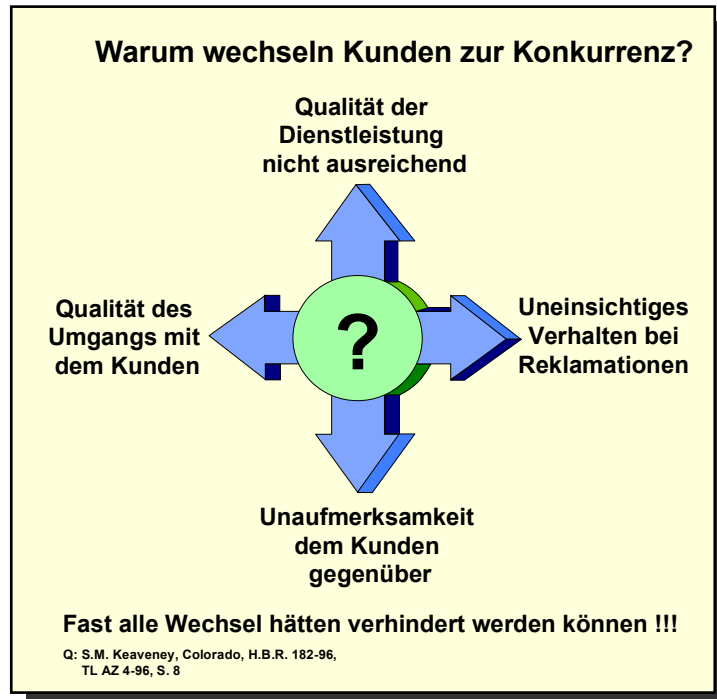 Warum wechseln Kunden zur Konkurrenz?
Qualität der
Dienstleistung
nicht ausreichend
Qualität des
Umgangs mit
dem Kunden
?
Uneinsichtiges
Verhalten bei
Reklamationen
Unaufmerksamkeit
dem Kunden
gegenüber
Fast alle Wechsel hätten verhindert werden können !!!
Q: S.M. Keaveney, Colorado, H.B.R. 182-96,
TL AZ 4-96, S. 8